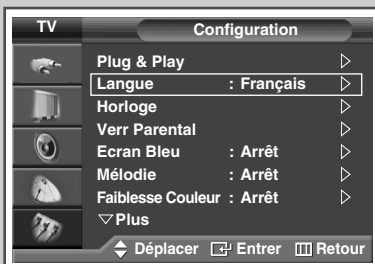 TV
Configuration
Plug & Play
Langue : Français
Horloge
Verr Parental
Ecran Bleu : Arrêt
Mélodie : Arrêt
Faiblesse Couleur : Arrêt
▽Plus
Déplacer Entrer Retour